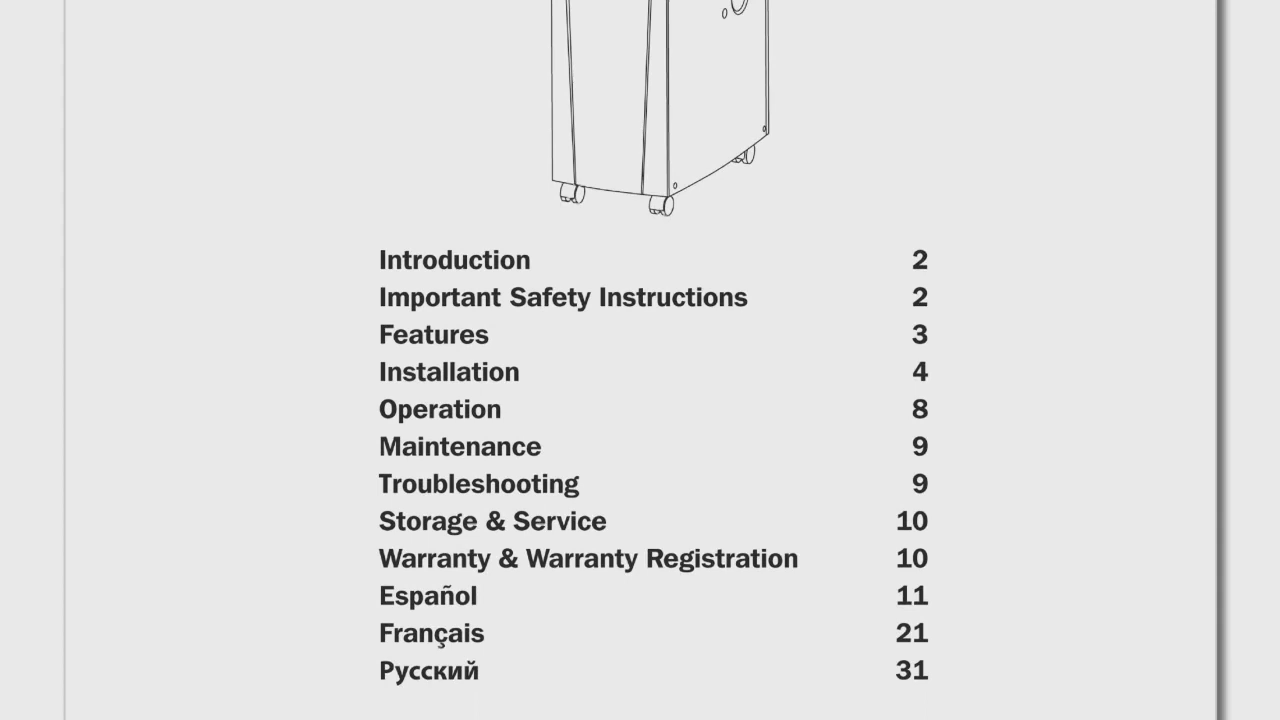 Introduction 2
Important Safety Instructions 2
Features 3
Installation 4
Operation 8
Maintenance 9
Troubleshooting 9
Storage & Service 10
Warranty & Warranty Registration 10
Español 11
Français 21
Русский 31